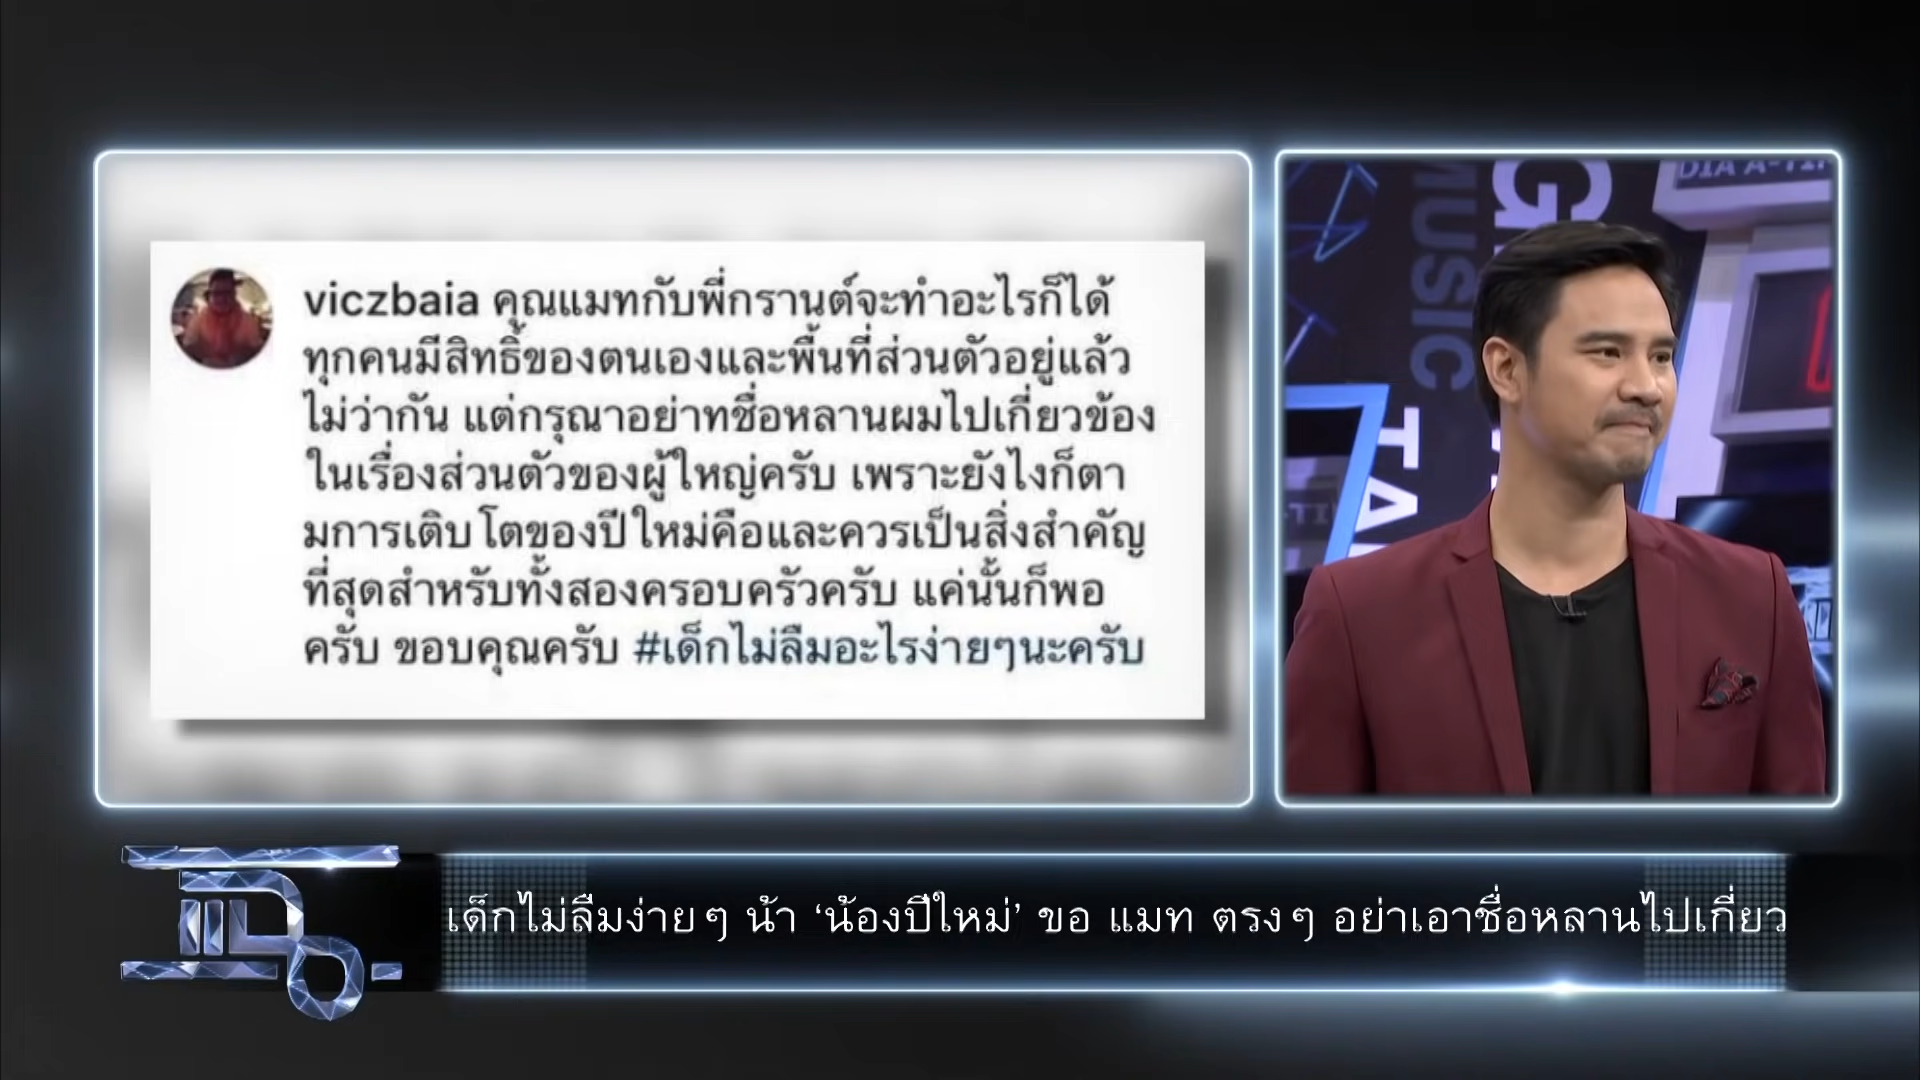 viczbaia คุณแมทกับพี่กรานต์จะทำอะไรก็ได้
ทุกคนมีสิทธิ์ของตนเองและพื้นที่ส่วนตัวอยู่แล้ว
ไม่ว่ากัน แต่กรุณาอย่าทชื่อหลานผมไปเกี่ยวข้อง
ในเรื่องส่วนตัวของผู้ใหญ่ครับ เพราะยังไงก็ตา
มการเติบโตของปีใหม่คือและควรเป็นสิ่งสำคัญ
ที่สุดสำหรับทั้งสองครอบครัวครับ แค่นั้นก็พอ
ครับ ขอบคุณครับ #เด็กไม่ลืมอะไรง่ายๆนะครับ
MUSIC
TA
DIA A-TI
เด็กไม่ลืมง่ายๆ น้า ‘น้องปีใหม่’ ขอ แมท ตรงๆ อย่าเอาชื่อหลานไปเกี่ยว